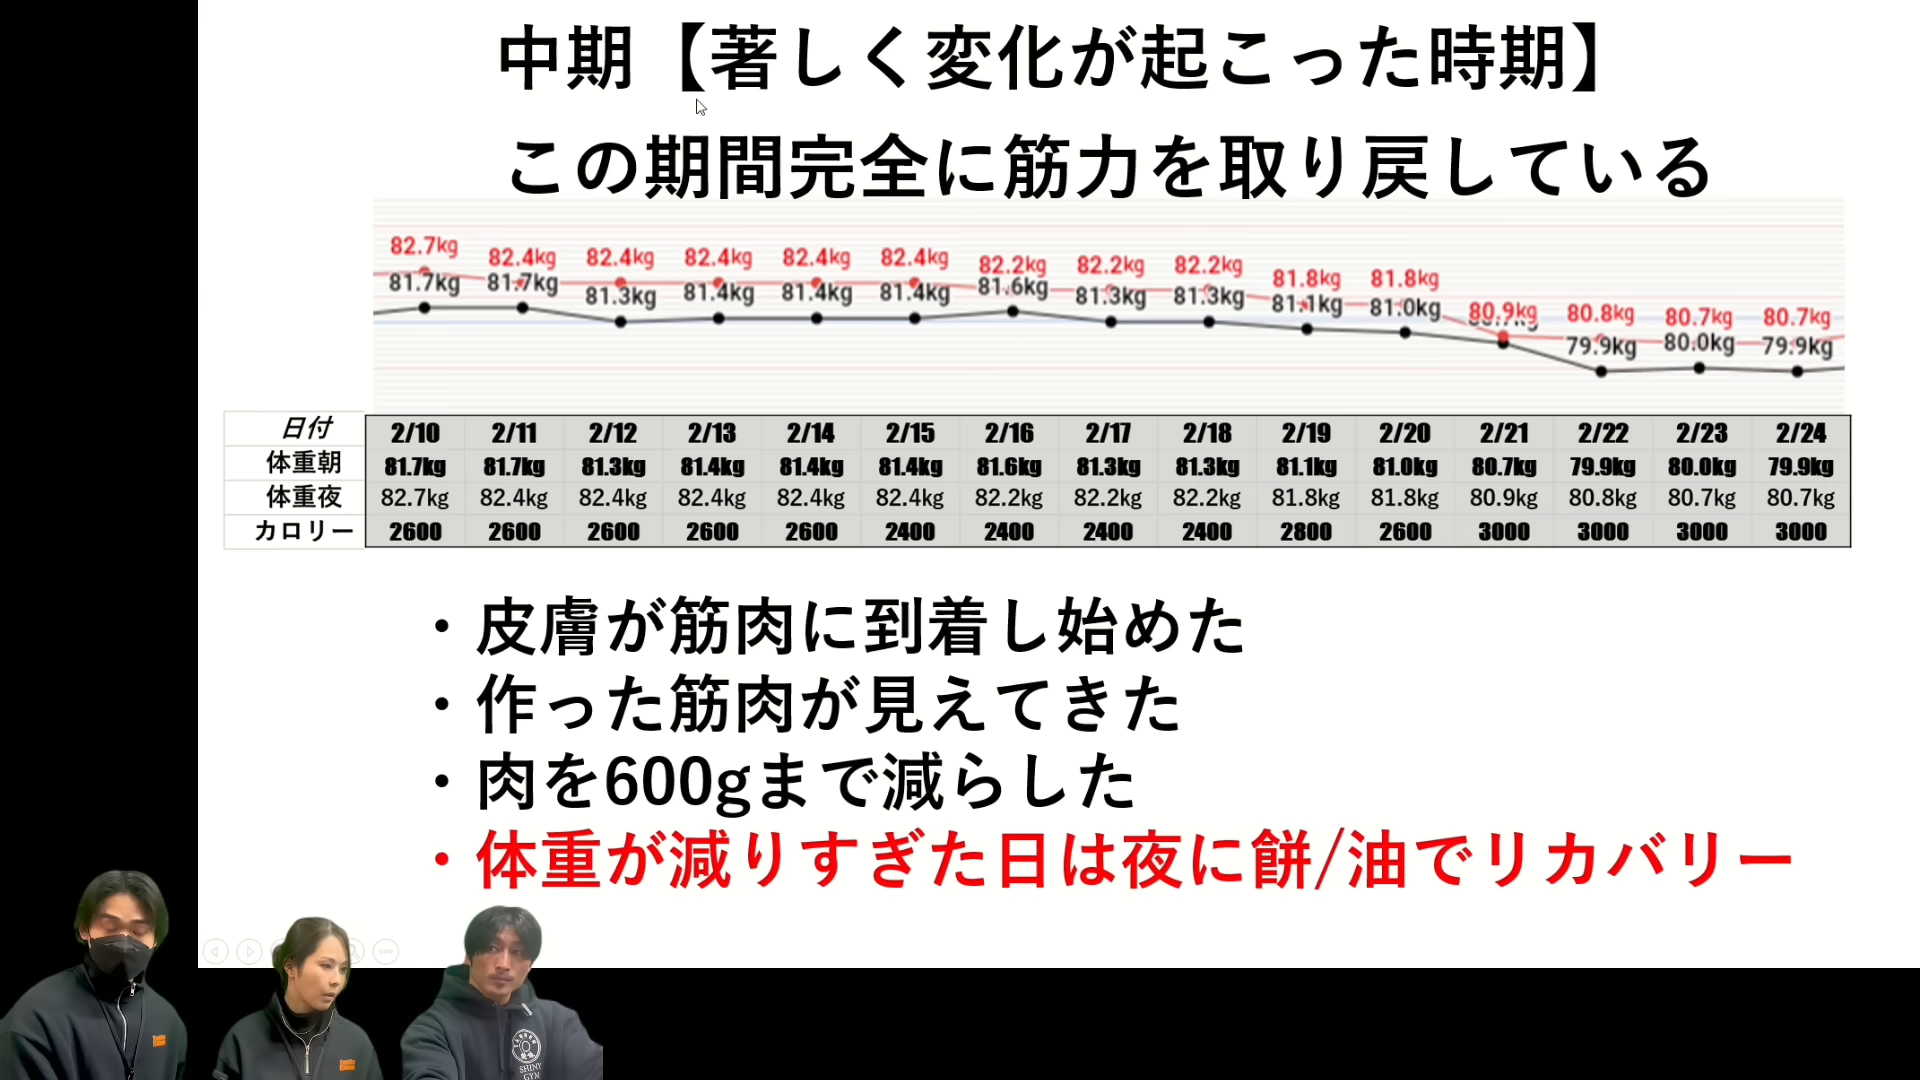 中期【著しく変化が起こった時期】
この期間完全に筋力を取り戻している
82.7kg 82.4kg 82.4kg 82.4kg 82.4kg 82.4kg 82.2kg 82.2kg 82.2kg 81.8kg 81.8kg 80.9kg 80.8kg 80.7kg 80.7kg
81.7kg 81.7kg 81.3kg 81.4kg 81.4kg 81.4kg 81.6kg 81.3kg 81.3kg 81.1kg 81.0kg 80.7kg 79.9kg 80.0kg 79.9kg
日付 2/10 2/11 2/12 2/13 2/14 2/15 2/16 2/17 2/18 2/19 2/20 2/21 2/22 2/23 2/24
体重朝 81.7kg 81.7kg 81.3kg 81.4kg 81.4kg 81.4kg 81.6kg 81.3kg 81.3kg 81.1kg 81.0kg 80.7kg 79.9kg 80.0kg 79.9kg
体重夜 82.7kg 82.4kg 82.4kg 82.4kg 82.4kg 82.4kg 82.2kg 82.2kg 82.2kg 81.8kg 81.8kg 80.9kg 80.8kg 80.7kg 80.7kg
カロリー 2600 2600 2600 2600 2600 2400 2400 2400 2400 2800 2600 3000 3000 3000 3000
・皮膚が筋肉に到着し始めた
・作った筋肉が見えてきた
・肉を600gまで減らした
・体重が減りすぎた日は夜に餅/油でリカバリー
SHINY
GYM